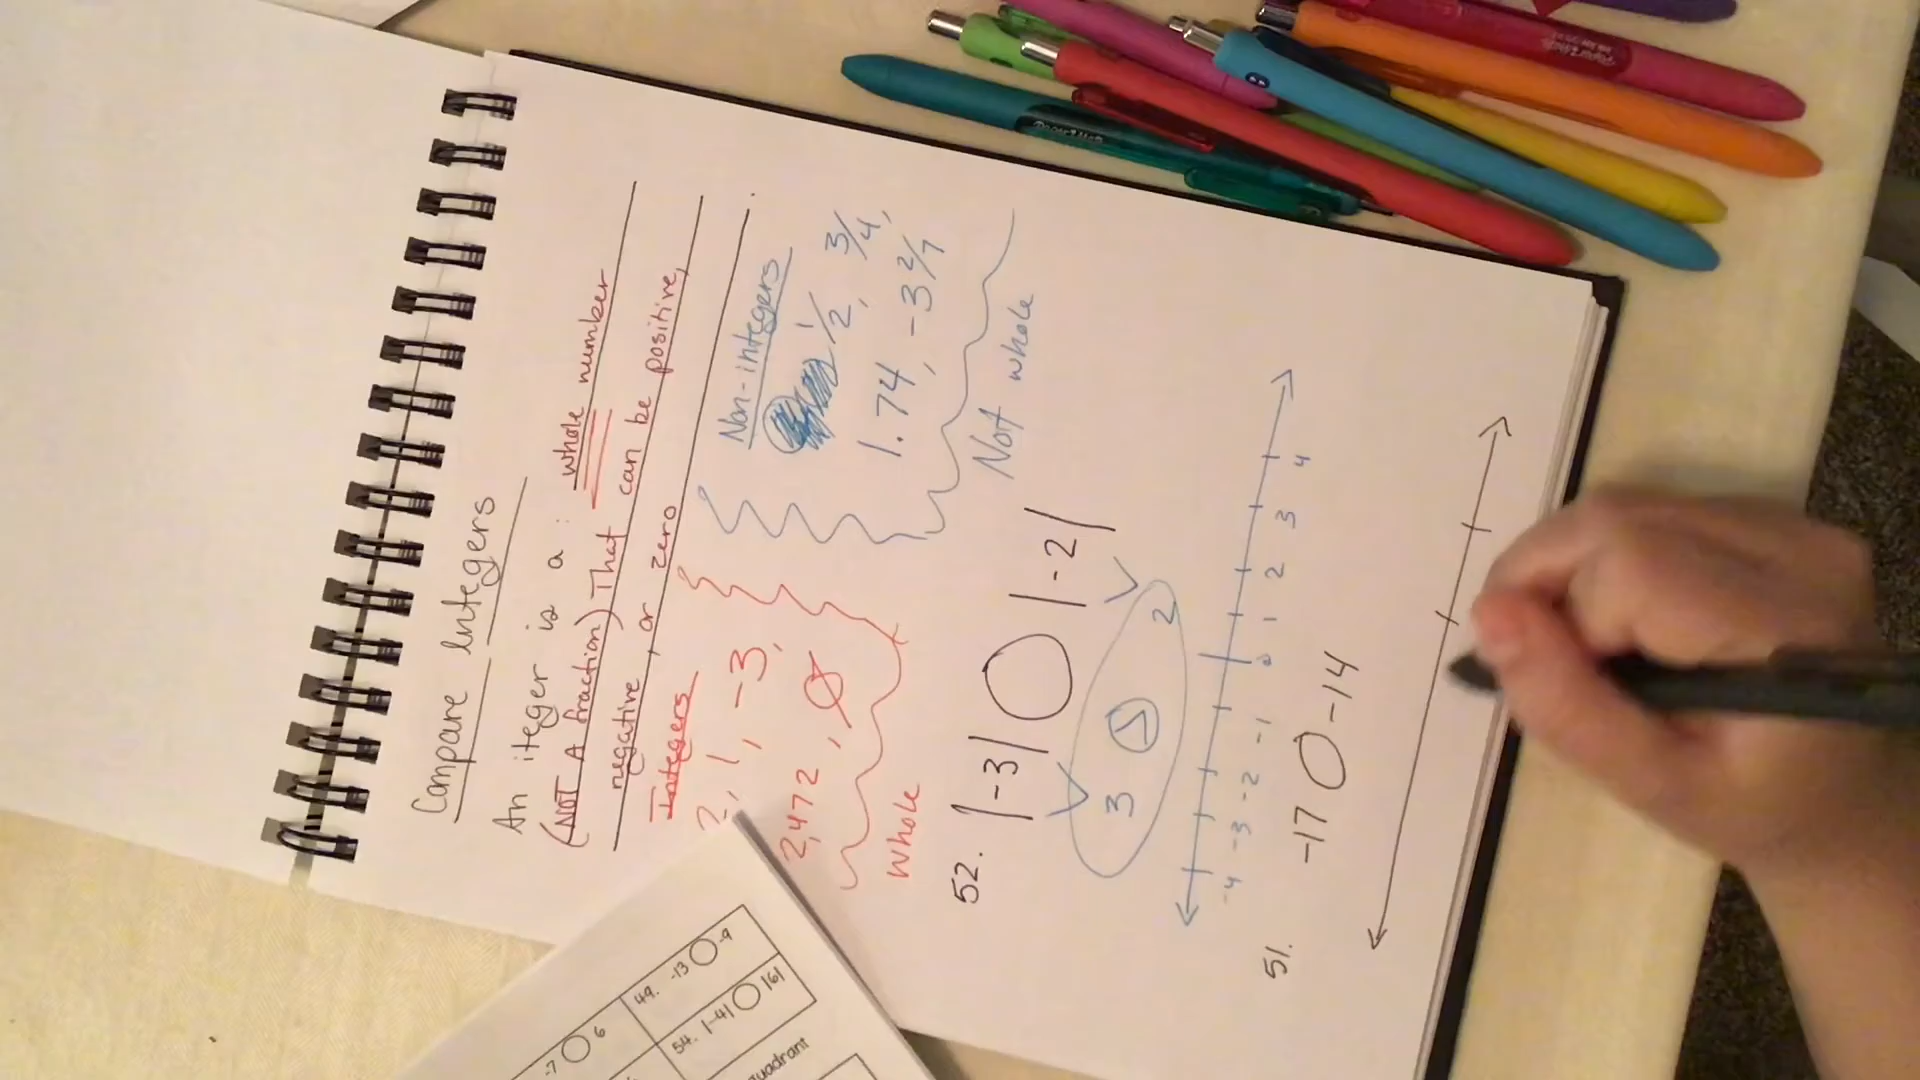 Compare Integers
An iteger is a: whole number
(NOT A fraction) That can be positive,
negative, or zero.
Integers
2, 1, -3,
2,472, 0
Whole
Non-integers
1/2, 3/4,
1.74, -3 2/7
Not whole
52. |-3| |-2|
3 > 2
-4 -3 -2 -1 0 1 2 3 4
51. -17 -14
-7 6
49. -13 -9
54. |-4| |6|
quadrant